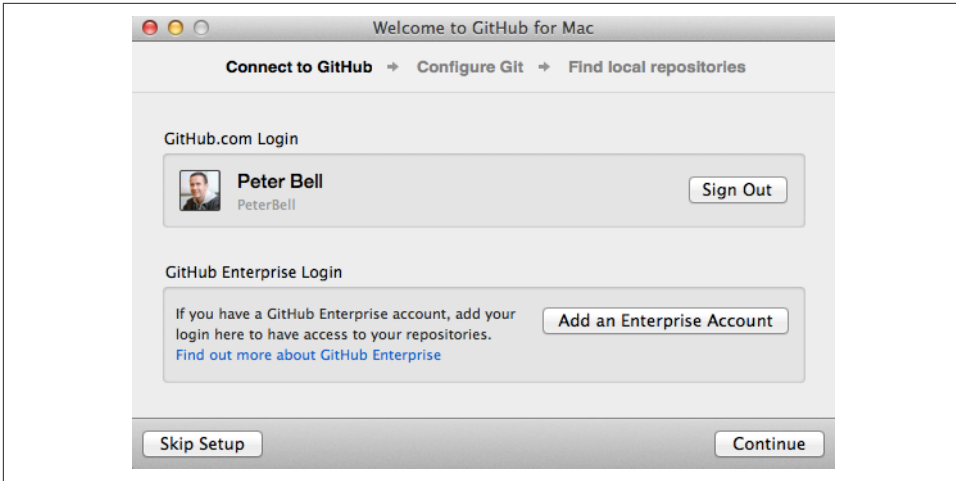 Welcome to GitHub for Mac
Connect to GitHub → Configure Git → Find local repositories
GitHub.com Login
Peter Bell
PeterBell
Sign Out
GitHub Enterprise Login
If you have a GitHub Enterprise account, add your
login here to have access to your repositories.
Find out more about GitHub Enterprise
Add an Enterprise Account
Skip Setup
Continue